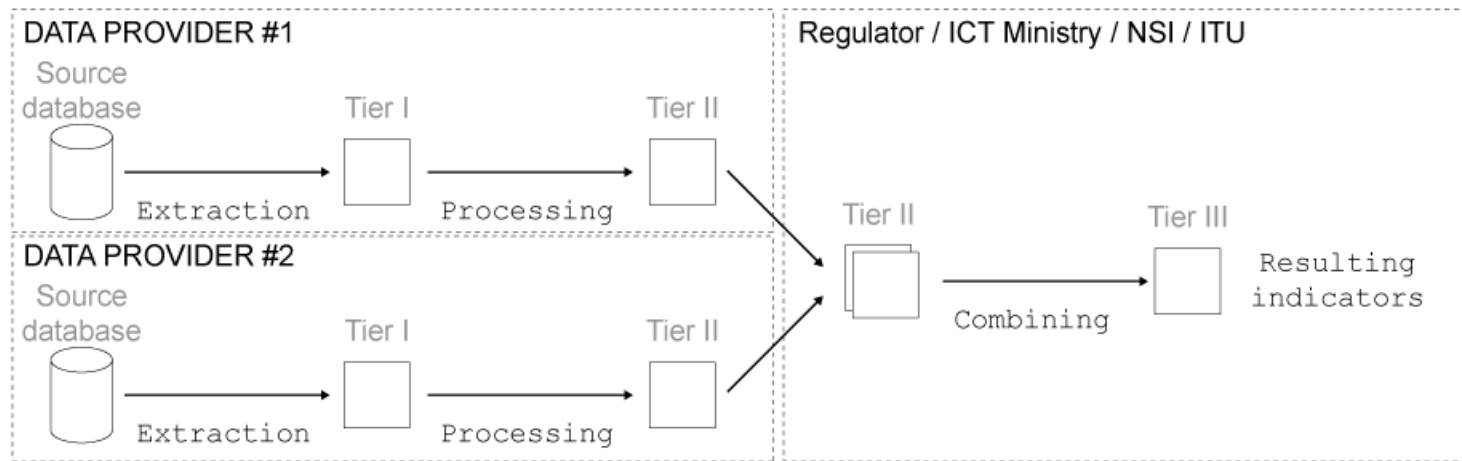 DATA PROVIDER #1
Source
database
Tier I
Tier II
Extraction
Processing
DATA PROVIDER #2
Source
database
Tier I
Tier II
Extraction
Processing
Regulator / ICT Ministry / NSI / ITU
Tier II
Tier III
Combining
Resulting
indicators